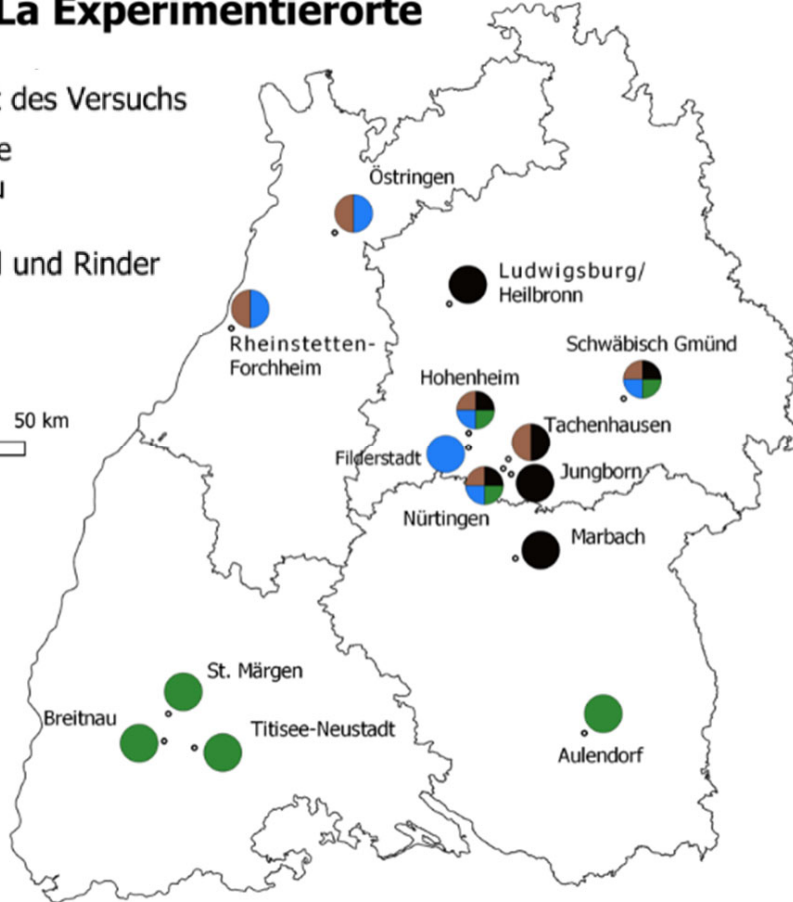 La Experimentierorte
des Versuchs
und Rinder
50 km
Östringen
Ludwigsburg/
Heilbronn
Rheinstetten-
Forchheim
Schwäbisch Gmünd
Hohenheim
Tachenhausen
Filderstadt
Jungborn
Nürtingen
Marbach
St. Märgen
Breitnau
Titisee-Neustadt
Aulendorf